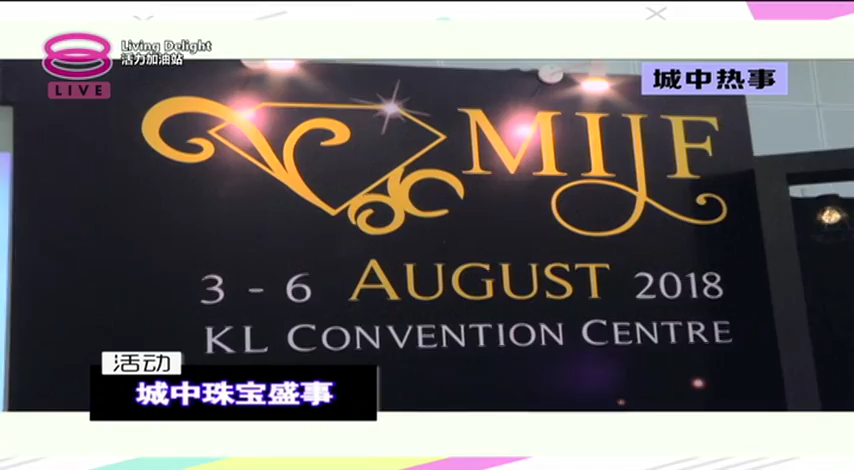 Living Delight
活力加油站
LIVE
城中热事
MIJF
3 - 6 AUGUST 2018
KL CONVENTION CENTRE
活动
城中珠宝盛事